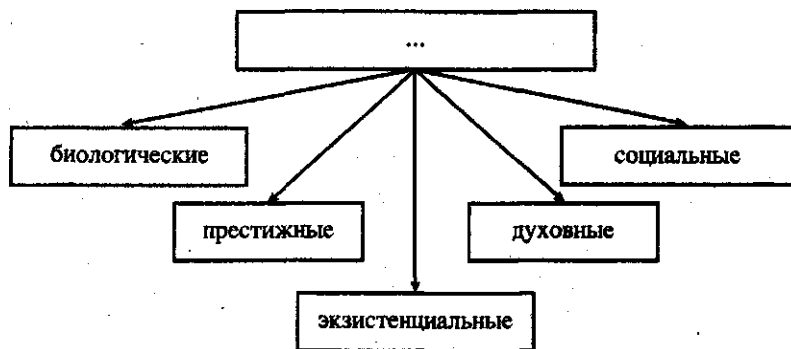 ...
биологические
социальные
престижные
духовные
экзистенциальные